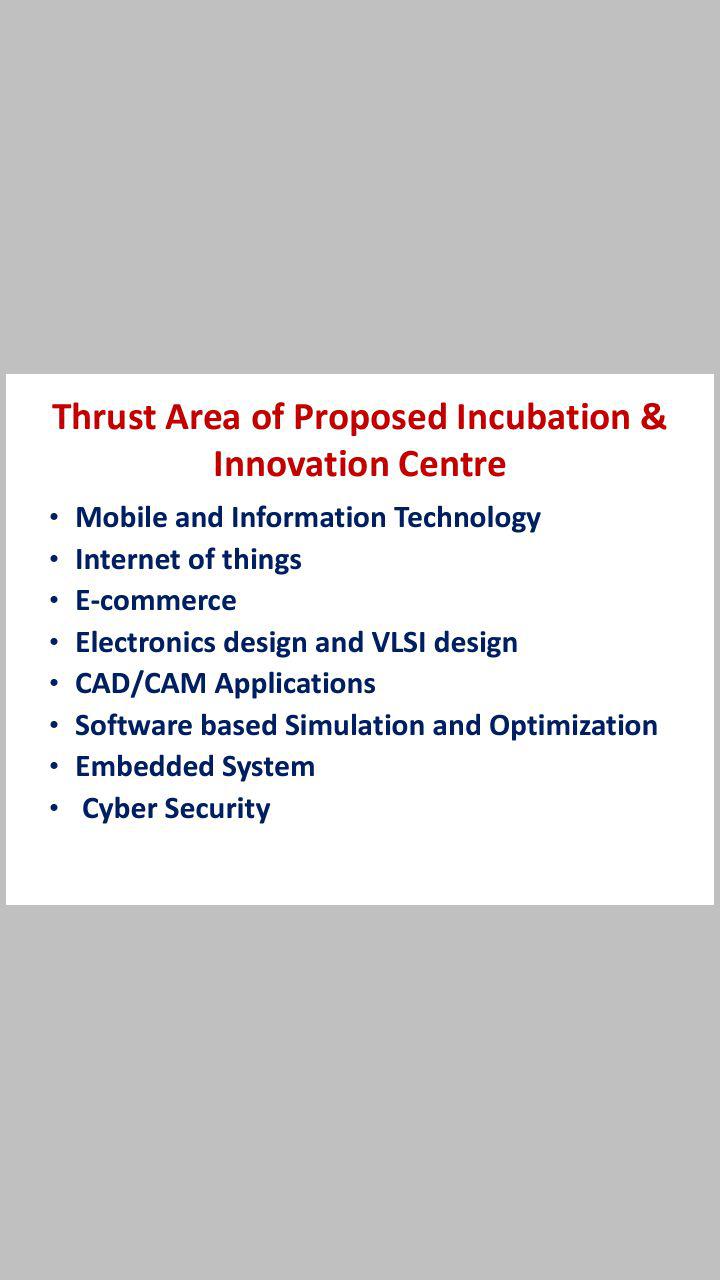 Thrust Area of Proposed Incubation &
Innovation Centre
• Mobile and Information Technology
• Internet of things
• E-commerce
• Electronics design and VLSI design
• CAD/CAM Applications
• Software based Simulation and Optimization
• Embedded System
• Cyber Security